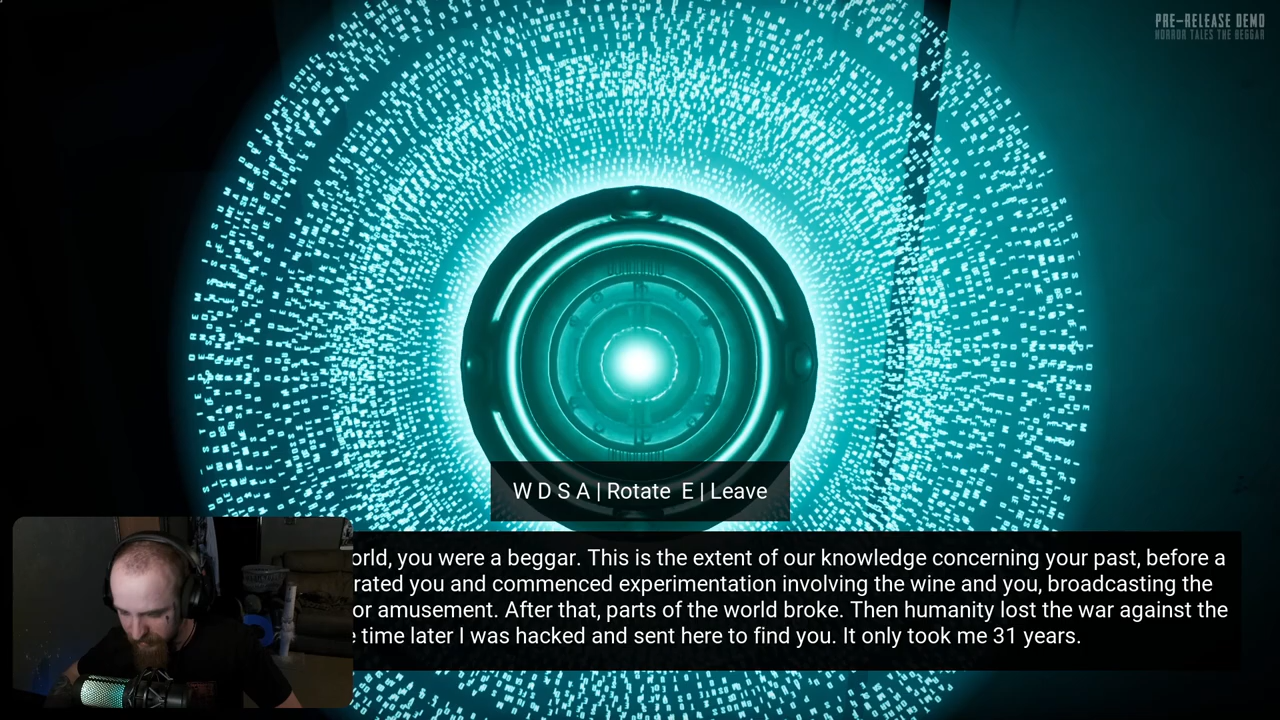 PRE-RELEASE DEMO
HORROR TALES THE BEGGAR
W D S A | Rotate E | Leave
you were a beggar. This is the extent of our knowledge concerning your past, before a
you and commenced experimentation involving the wine and you, broadcasting the
or amusement. After that, parts of the world broke. Then humanity lost the war against the
time later I was hacked and sent here to find you. It only took me 31 years.